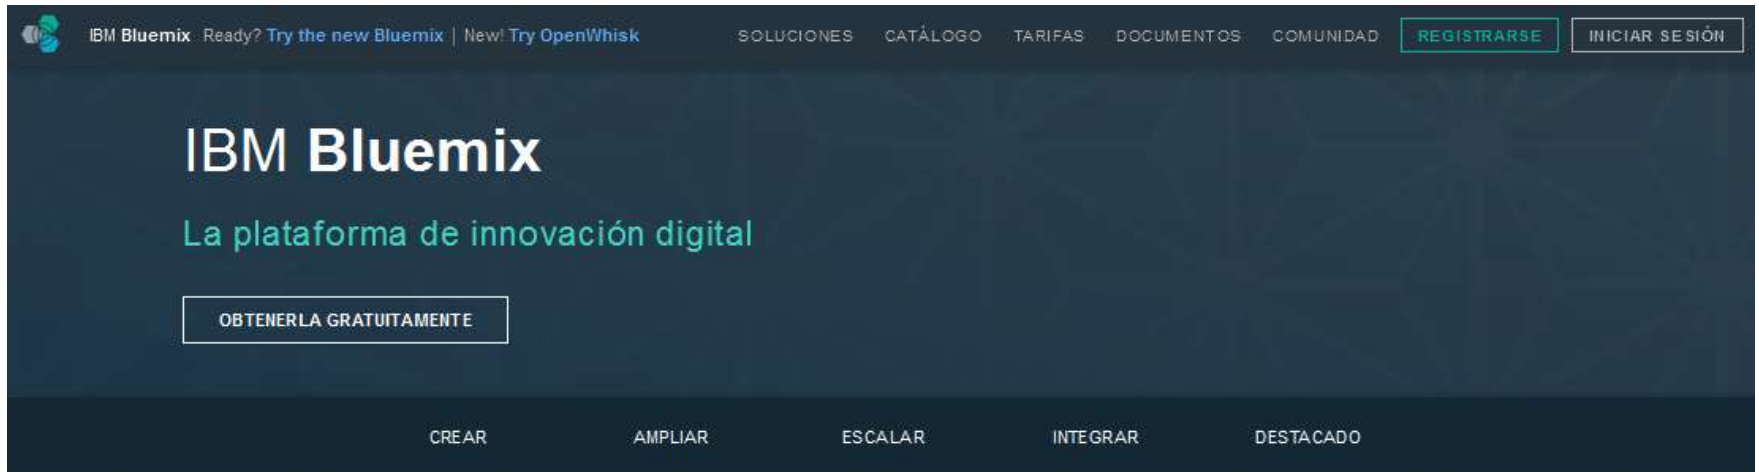 IBM Bluemix Ready? Try the new Bluemix | New! Try OpenWhisk SOLUCIONES CATÁLOGO TARIFAS DOCUMENTOS COMUNIDAD REGISTRARSE INICIAR SESIÓN
IBM Bluemix
La plataforma de innovación digital
OBTENERLA GRATUITAMENTE
CREAR AMPLIAR ESCALAR INTEGRAR DESTACADO